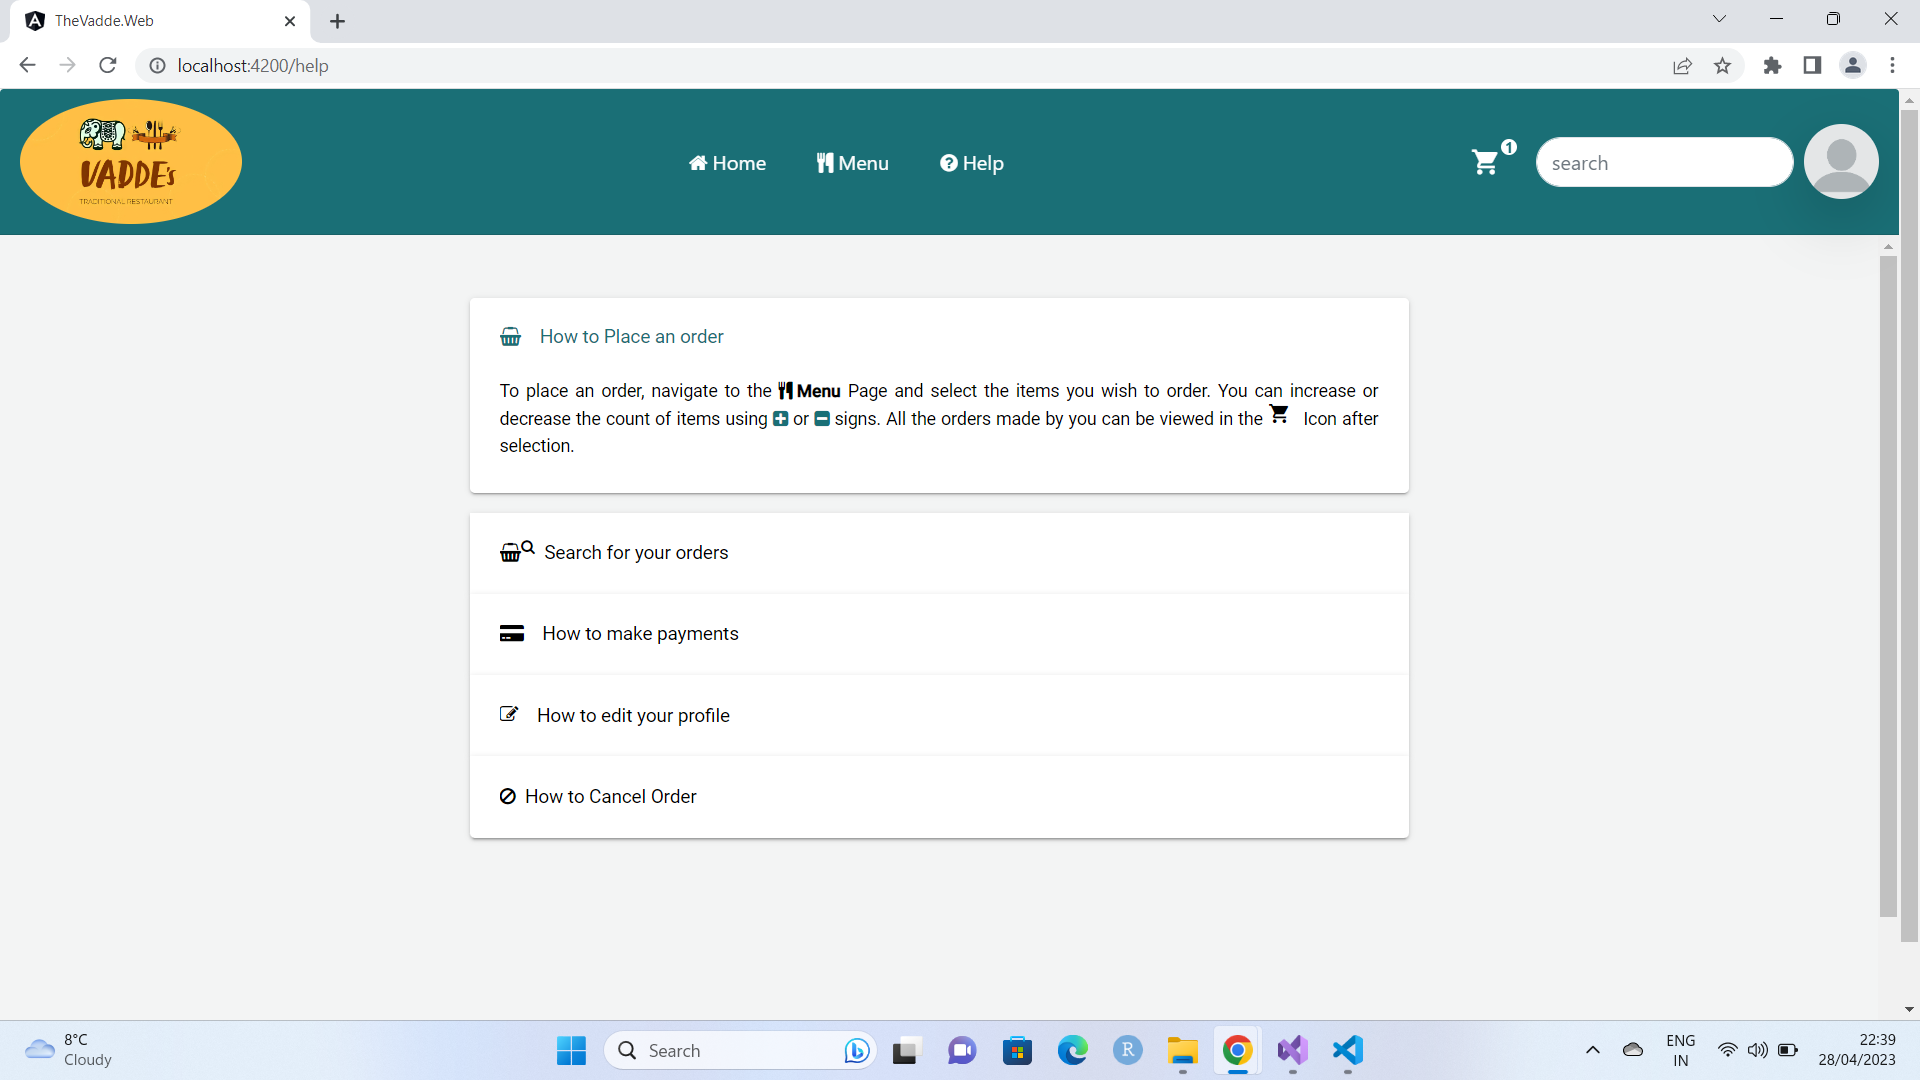 TheVadde.Web
localhost:4200/help
VADDE's
TRADITIONAL RESTAURANT
Home
Menu
Help
1
search
How to Place an order
To place an order, navigate to the Menu Page and select the items you wish to order. You can increase or
decrease the count of items using or signs. All the orders made by you can be viewed in the Icon after
selection.
Search for your orders
How to make payments
How to edit your profile
How to Cancel Order
8°C
Cloudy
Search
R
ENG
IN
22:39
28/04/2023